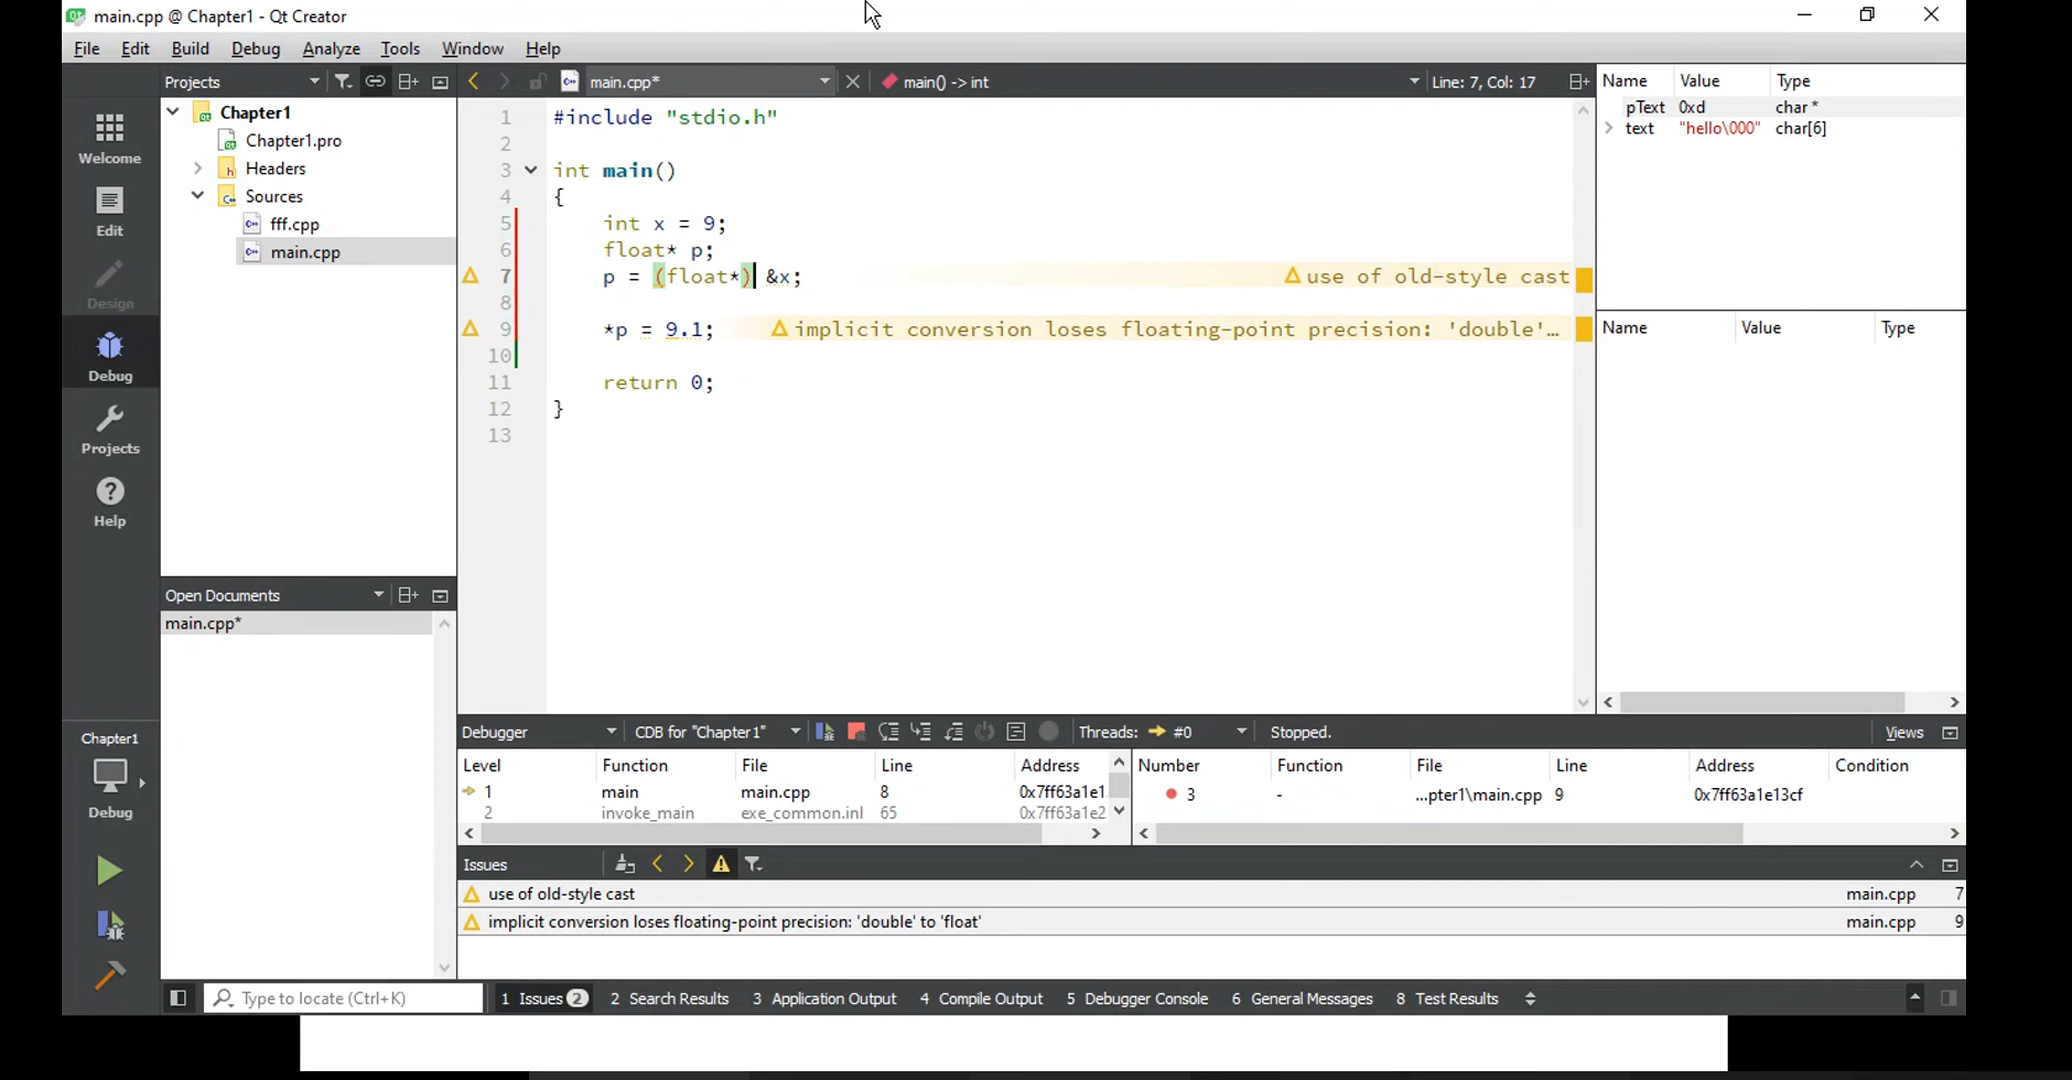 main.cpp @ Chapter1 - Qt Creator
File Edit Build Debug Analyze Tools Window Help
Projects
main.cpp*
main() -> int
Line: 7, Col: 17
Welcome
Edit
Design
Debug
Projects
Help
Chapter1
Chapter1.pro
Headers
Sources
fff.cpp
main.cpp
Open Documents
main.cpp*
1 #include "stdio.h"
2
3 int main()
4 {
5 int x = 9;
6 float* p;
7 p = (float*) &x; use of old-style cast
8
9 *p = 9.1; implicit conversion loses floating-point precision: 'double'...
10
11 return 0;
12 }
13
Name Value Type
pText 0xd char *
text "hello\000" char[6]
Name Value Type
Debugger CDB for "Chapter1" Threads: #0 Stopped. Views
Level Function File Line Address
1 main main.cpp 8 0x7ff63a1e1
2 invoke_main exe_common.inl 65 0x7ff63a1e2
Number Function File Line Address Condition
3 - ...pter1\main.cpp 9 0x7ff63a1e13cf
Issues
use of old-style cast main.cpp 7
implicit conversion loses floating-point precision: 'double' to 'float' main.cpp 9
Chapter1
Debug
Type to locate (Ctrl+K)
1 Issues 2 2 Search Results 3 Application Output 4 Compile Output 5 Debugger Console 6 General Messages 8 Test Results